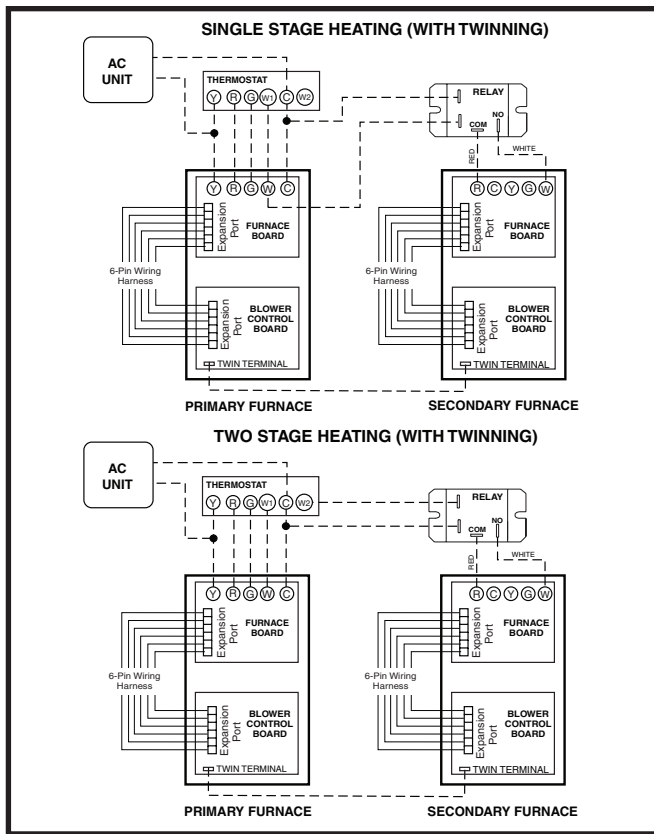 SINGLE STAGE HEATING (WITH TWINNING)
AC
UNIT
THERMOSTAT
Y R G W1 C W2
RELAY
NO
COM
RED
WHITE
Y R G W C
Expansion
Port
FURNACE
BOARD
6-Pin Wiring
Harness
Expansion
Port
BLOWER
CONTROL
BOARD
TWIN TERMINAL
PRIMARY FURNACE
R C Y G W
Expansion
Port
FURNACE
BOARD
6-Pin Wiring
Harness
Expansion
Port
BLOWER
CONTROL
BOARD
TWIN TERMINAL
SECONDARY FURNACE
TWO STAGE HEATING (WITH TWINNING)
AC
UNIT
THERMOSTAT
Y R G W1 C W2
RELAY
NO
COM
RED
WHITE
Y R G W C
Expansion
Port
FURNACE
BOARD
6-Pin Wiring
Harness
Expansion
Port
BLOWER
CONTROL
BOARD
TWIN TERMINAL
PRIMARY FURNACE
R C Y G W
Expansion
Port
FURNACE
BOARD
6-Pin Wiring
Harness
Expansion
Port
BLOWER
CONTROL
BOARD
TWIN TERMINAL
SECONDARY FURNACE